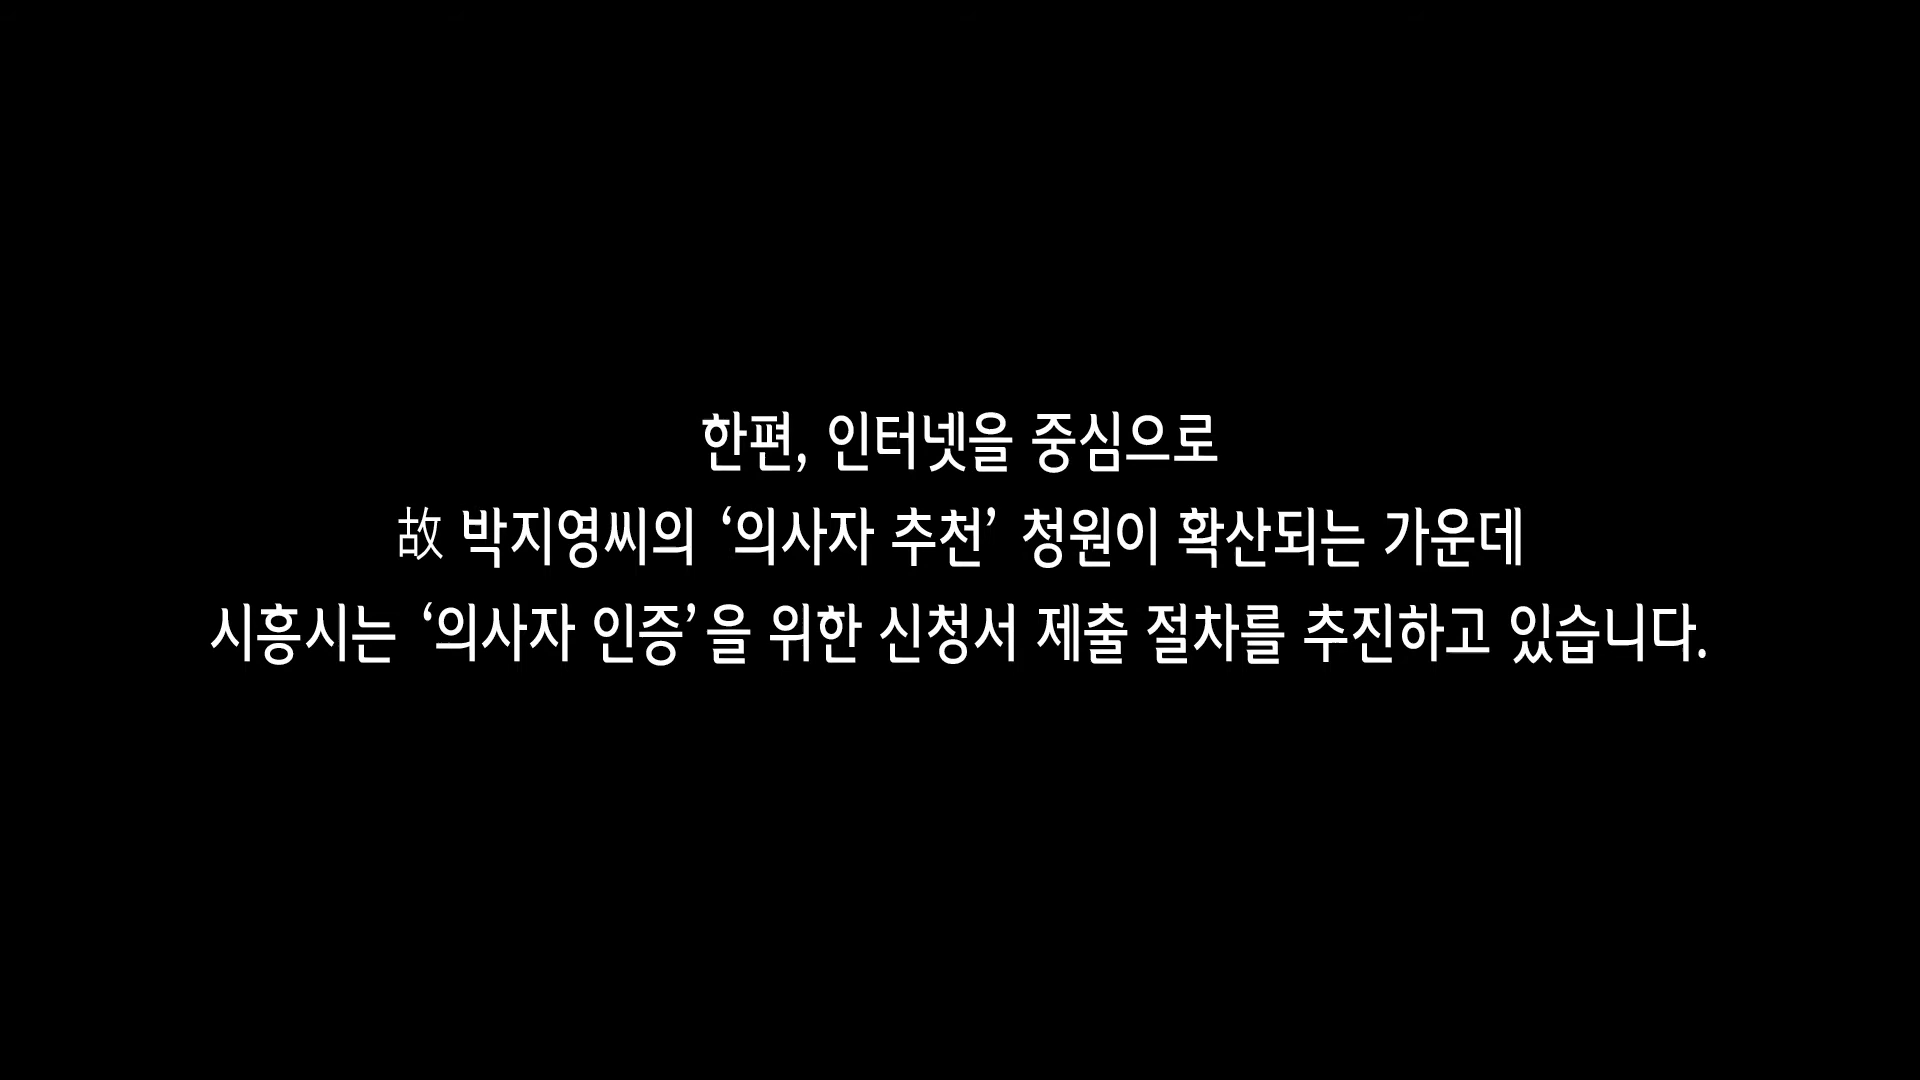 한편, 인터넷을 중심으로
故 박지영씨의 ‘의사자 추천’ 청원이 확산되는 가운데
시흥시는 ‘의사자 인증’을 위한 신청서 제출 절차를 추진하고 있습니다.